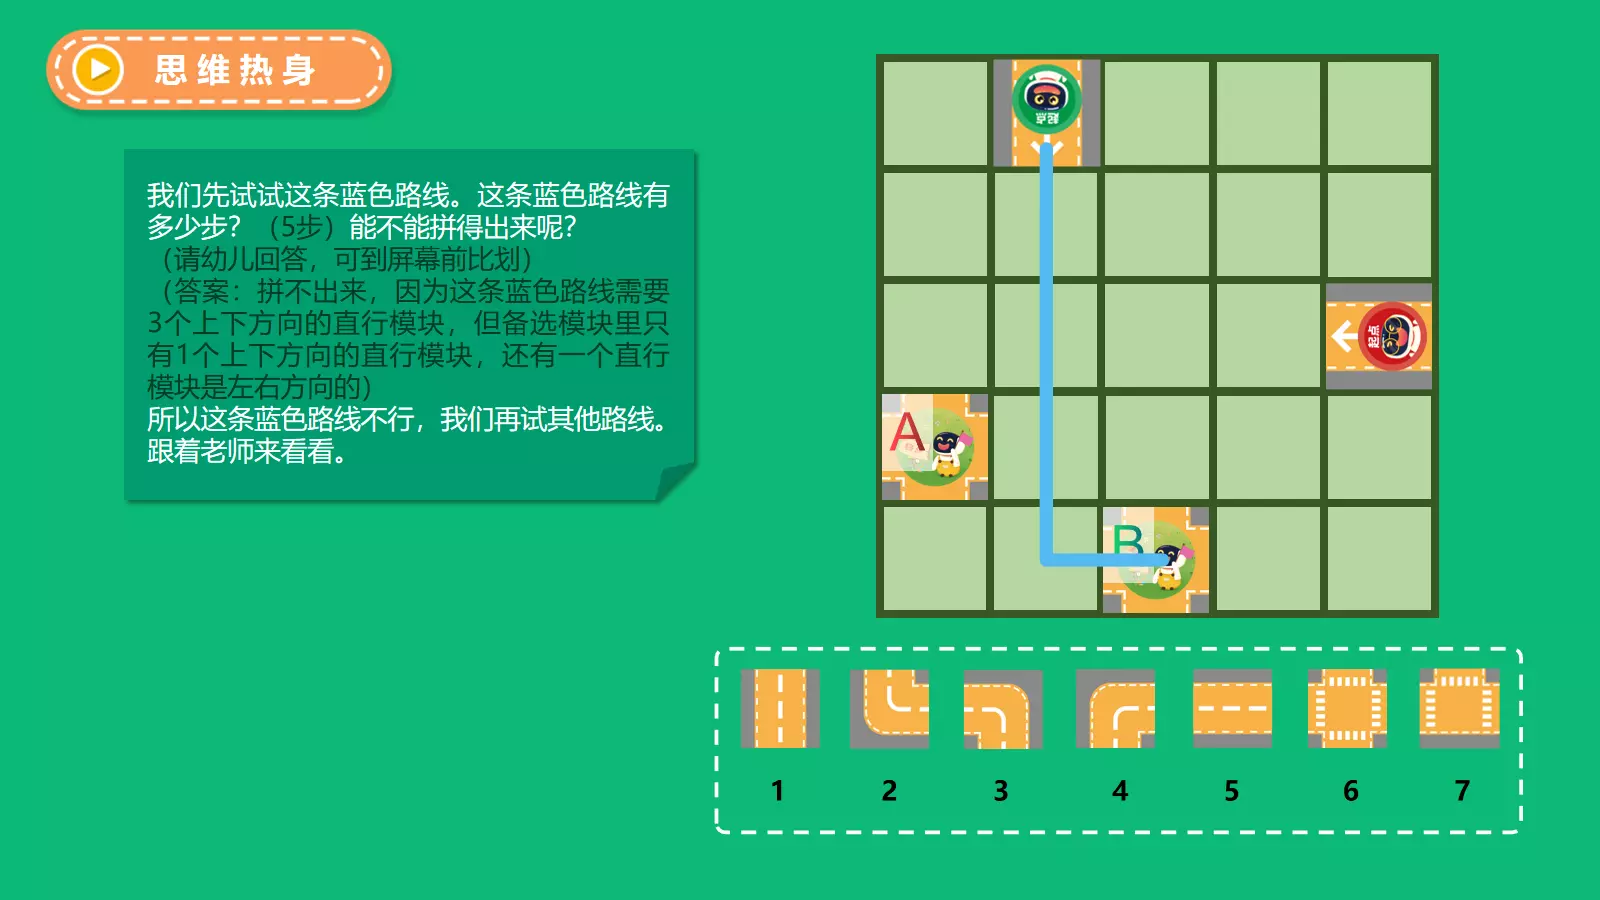 思维热身
我们先试试这条蓝色路线。这条蓝色路线有
多少步？（5步）能不能拼得出来呢？
（请幼儿回答，可到屏幕前比划）
（答案：拼不出来，因为这条蓝色路线需要
3个上下方向的直行模块，但备选模块里只
有1个上下方向的直行模块，还有一个直行
模块是左右方向的）
所以这条蓝色路线不行，我们再试其他路线。
跟着老师来看看。
起点
起点
A
B
1 2 3 4 5 6 7